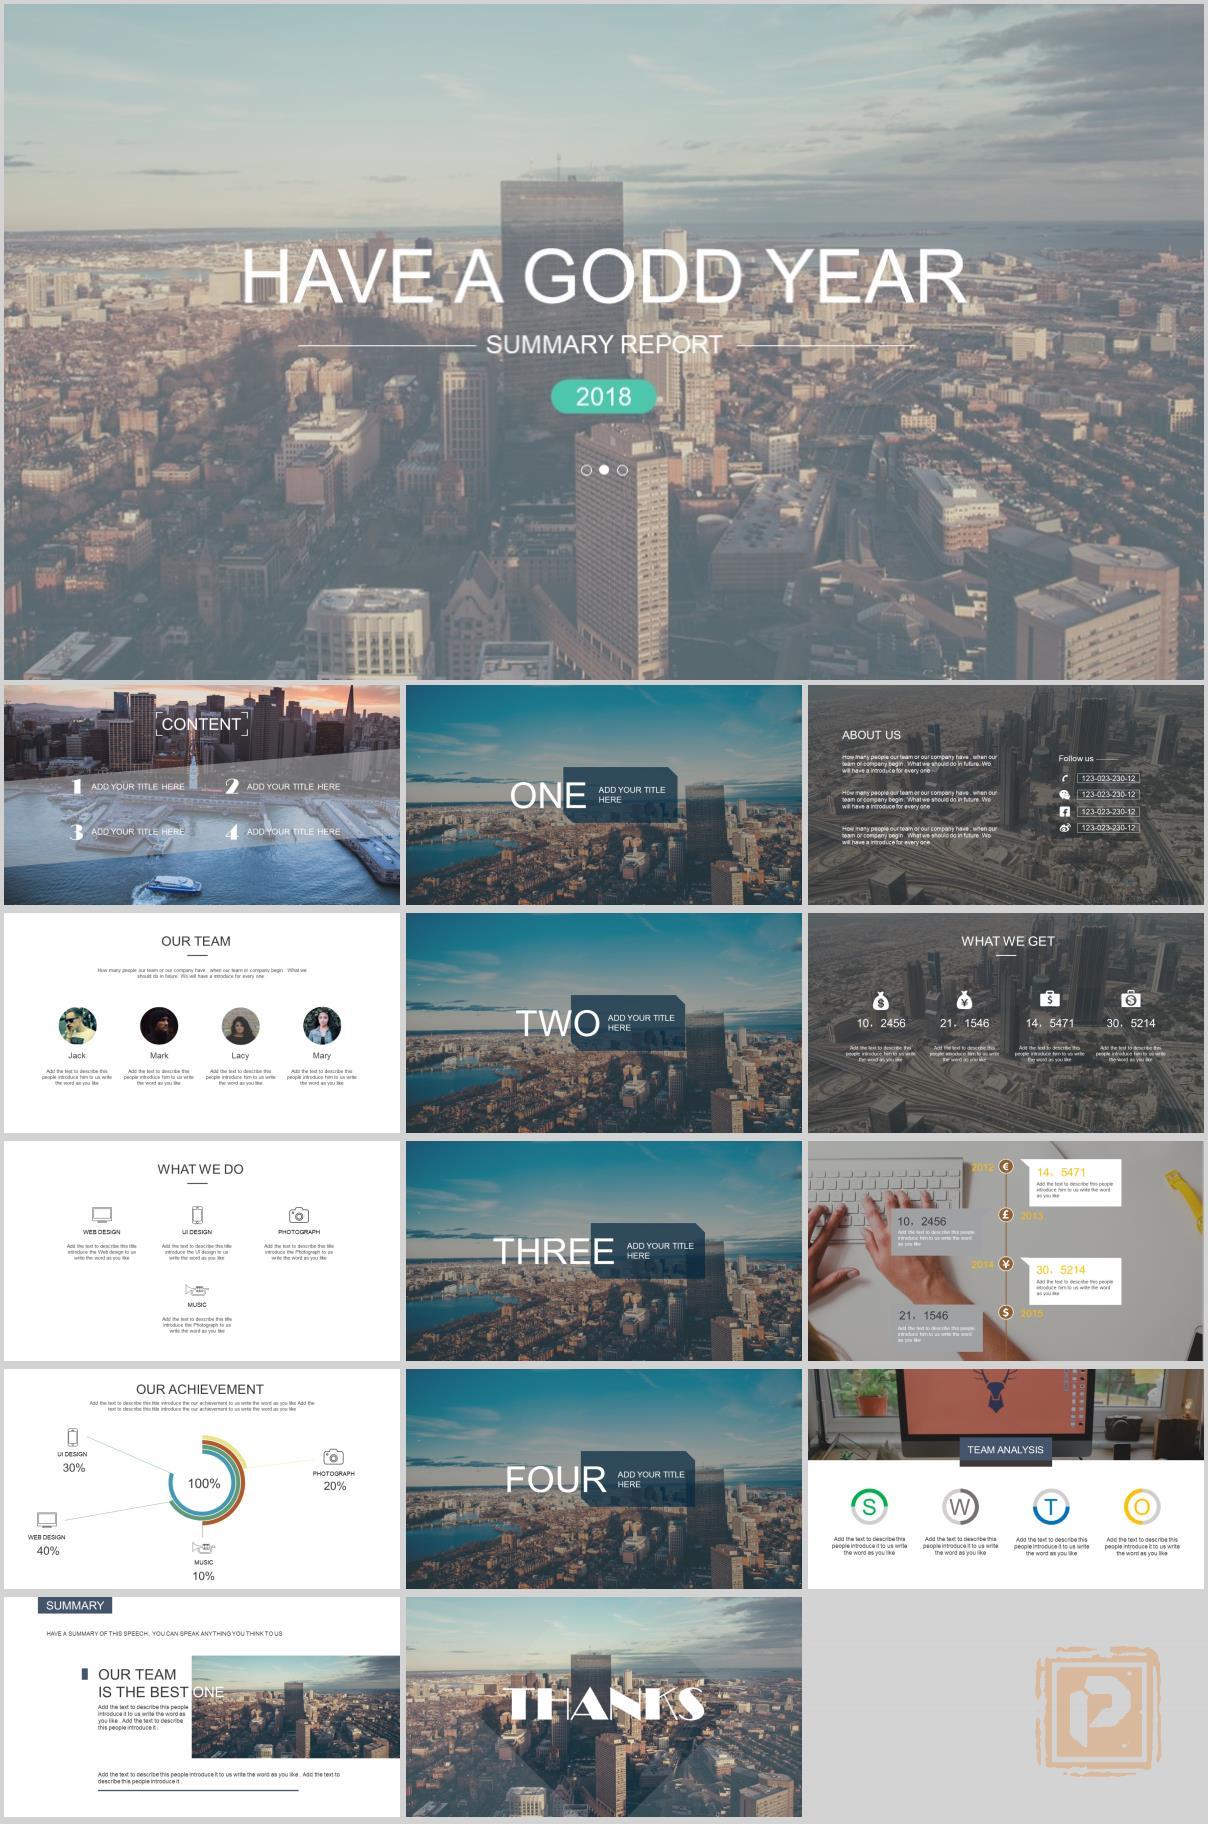 HAVE A GODD YEAR
SUMMARY REPORT
2018
CONTENT
1 ADD YOUR TITLE HERE
2 ADD YOUR TITLE HERE
3 ADD YOUR TITLE HERE
4 ADD YOUR TITLE HERE
ONE
ADD YOUR TITLE
HERE
ABOUT US
How many people our team or our company have , when our
team or company begin . What we should do in future. We
will have a introduce for every one
How many people our team or our company have , when our
team or company begin . What we should do in future. We
will have a introduce for every one
How many people our team or our company have , when our
team or company begin . What we should do in future. We
will have a introduce for every one
Follow us
123-023-230-12
123-023-230-12
123-023-230-12
123-023-230-12
OUR TEAM
How many people our team or our company have , when our team or company begin . What we
should do in future. We will have a introduce for every one
Jack
Add the text to describe this
people introduce him to us write
the word as you like
Mark
Add the text to describe this
people introduce him to us write
the word as you like
Lacy
Add the text to describe this
people introduce him to us write
the word as you like
Mary
Add the text to describe this
people introduce him to us write
the word as you like
TWO
ADD YOUR TITLE
HERE
WHAT WE GET
10，2456
Add the text to describe this
people introduce him to us write
the word as you like
21，1546
Add the text to describe this
people introduce him to us write
the word as you like
14，5471
Add the text to describe this
people introduce him to us write
the word as you like
30，5214
Add the text to describe this
people introduce him to us write
the word as you like
WHAT WE DO
WEB DESIGN
Add the text to describe this title
introduce the Web design to us
write the word as you like
UI DESIGN
Add the text to describe this title
introduce the UI design to us
write the word as you like
PHOTOGRAPH
Add the text to describe this title
introduce the Photograph to us
write the word as you like
MUSIC
Add the text to describe this title
introduce the Photograph to us
write the word as you like
THREE
ADD YOUR TITLE
HERE
2012
14，5471
Add the text to describe this people
introduce him to us write the word
as you like
2013
10，2456
Add the text to describe this people
introduce him to us write the word
as you like
2014
30，5214
Add the text to describe this people
introduce him to us write the word
as you like
2015
21，1546
Add the text to describe this people
introduce him to us write the word
as you like
OUR ACHIEVEMENT
Add the text to describe this title introduce the our achievement to us write the word as you like Add the
text to describe this title introduce the our achievement to us write the word as you like
UI DESIGN
30%
100%
PHOTOGRAPH
20%
WEB DESIGN
40%
MUSIC
10%
FOUR
ADD YOUR TITLE
HERE
TEAM ANALYSIS
S
Add the text to describe this
people introduce it to us write
the word as you like
W
Add the text to describe this
people introduce it to us write
the word as you like
T
Add the text to describe this
people introduce it to us write
the word as you like
O
Add the text to describe this
people introduce it to us write
the word as you like
SUMMARY
HAVE A SUMMARY OF THIS SPEECH , YOU CAN SPEAK ANYTHING YOU THINK TO US
OUR TEAM
IS THE BEST ONE
Add the text to describe this people
introduce it to us write the word as
you like . Add the text to describe
this people introduce it .
Add the text to describe this people introduce it to us write the word as you like . Add the text to
describe this people introduce it .
THANKS